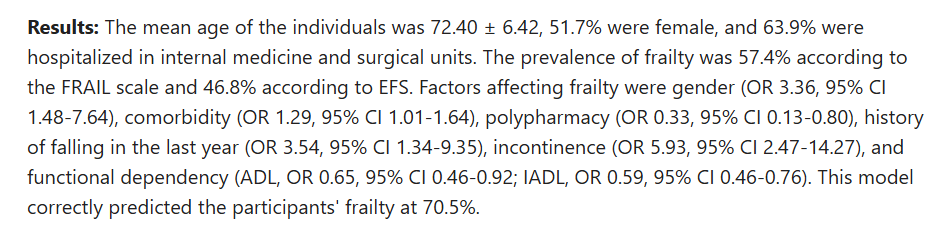 Results: The mean age of the individuals was 72.40 ± 6.42, 51.7% were female, and 63.9% were
hospitalized in internal medicine and surgical units. The prevalence of frailty was 57.4% according to
the FRAIL scale and 46.8% according to EFS. Factors affecting frailty were gender (OR 3.36, 95% CI
1.48-7.64), comorbidity (OR 1.29, 95% CI 1.01-1.64), polypharmacy (OR 0.33, 95% CI 0.13-0.80), history
of falling in the last year (OR 3.54, 95% CI 1.34-9.35), incontinence (OR 5.93, 95% CI 2.47-14.27), and
functional dependency (ADL, OR 0.65, 95% CI 0.46-0.92; IADL, OR 0.59, 95% CI 0.46-0.76). This model
correctly predicted the participants' frailty at 70.5%.